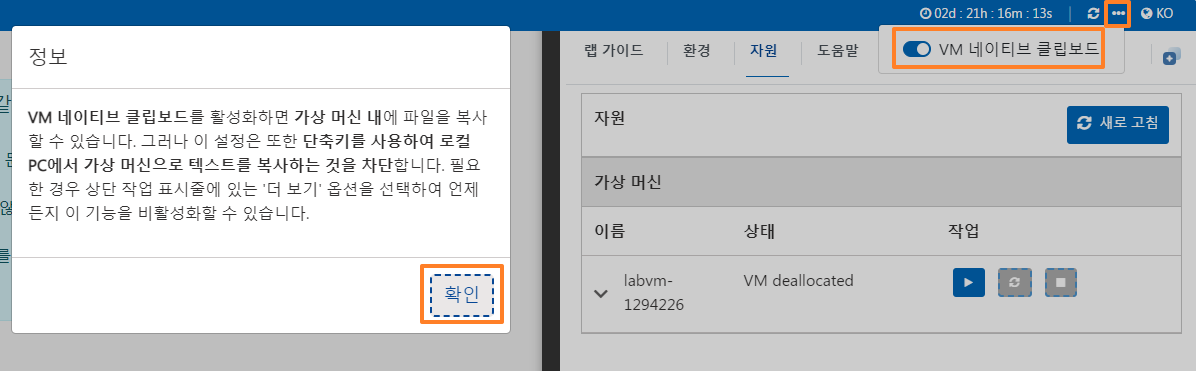 02d : 21h : 16m : 13s
KO
정보
VM 네이티브 클립보드를 활성화하면 가상 머신 내에 파일을 복사
할 수 있습니다. 그러나 이 설정은 또한 단축키를 사용하여 로컬
PC에서 가상 머신으로 텍스트를 복사하는 것을 차단합니다. 필요
한 경우 상단 작업 표시줄에 있는 '더 보기' 옵션을 선택하여 언제
든지 이 기능을 비활성화할 수 있습니다.
확인
같
않
를
랩 가이드
환경
자원
도움말
VM 네이티브 클립보드
자원
새로 고침
가상 머신
이름 상태 작업
labvm-
1294226
VM deallocated